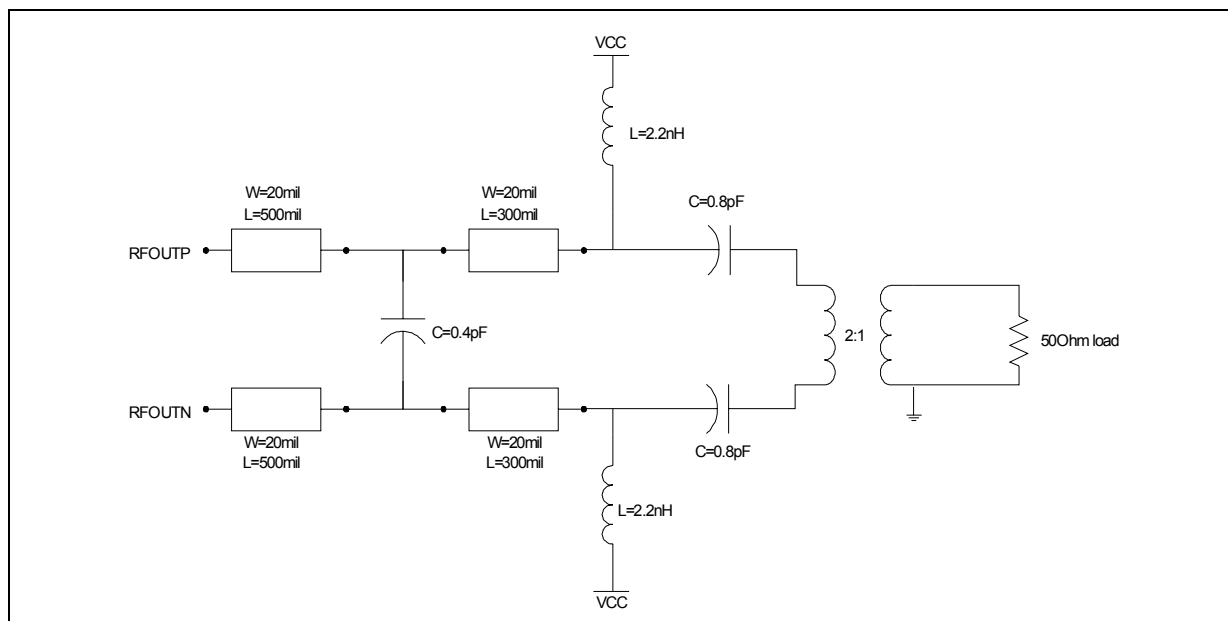 VCC
L=2.2nH
W=20mil
L=500mil
W=20mil
L=300mil
C=0.8pF
RFOUTP
C=0.4pF
2:1
50Ohm load
RFOUTN
W=20mil
L=500mil
W=20mil
L=300mil
C=0.8pF
L=2.2nH
VCC